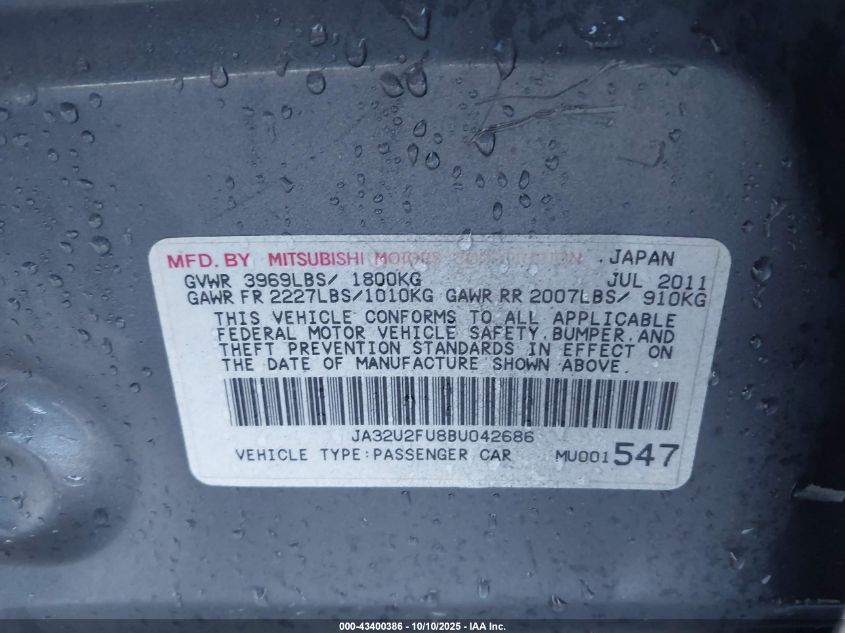 MFD. BY MITSUBISHI MOTORS CORPORATION . JAPAN
GVWR 3969LBS/ 1800KG JUL 2011
GAWR FR 2227LBS/1010KG GAWR RR 2007LBS/ 910KG
THIS VEHICLE CONFORMS TO ALL APPLICABLE
FEDERAL MOTOR VEHICLE SAFETY, BUMPER, AND
THEFT PREVENTION STANDARDS IN EFFECT ON
THE DATE OF MANUFACTURE SHOWN ABOVE.
JA32U2FU8BU042686
VEHICLE TYPE:PASSENGER CAR MU001547
000-43400386 - 10/10/2025 - IAA Inc.